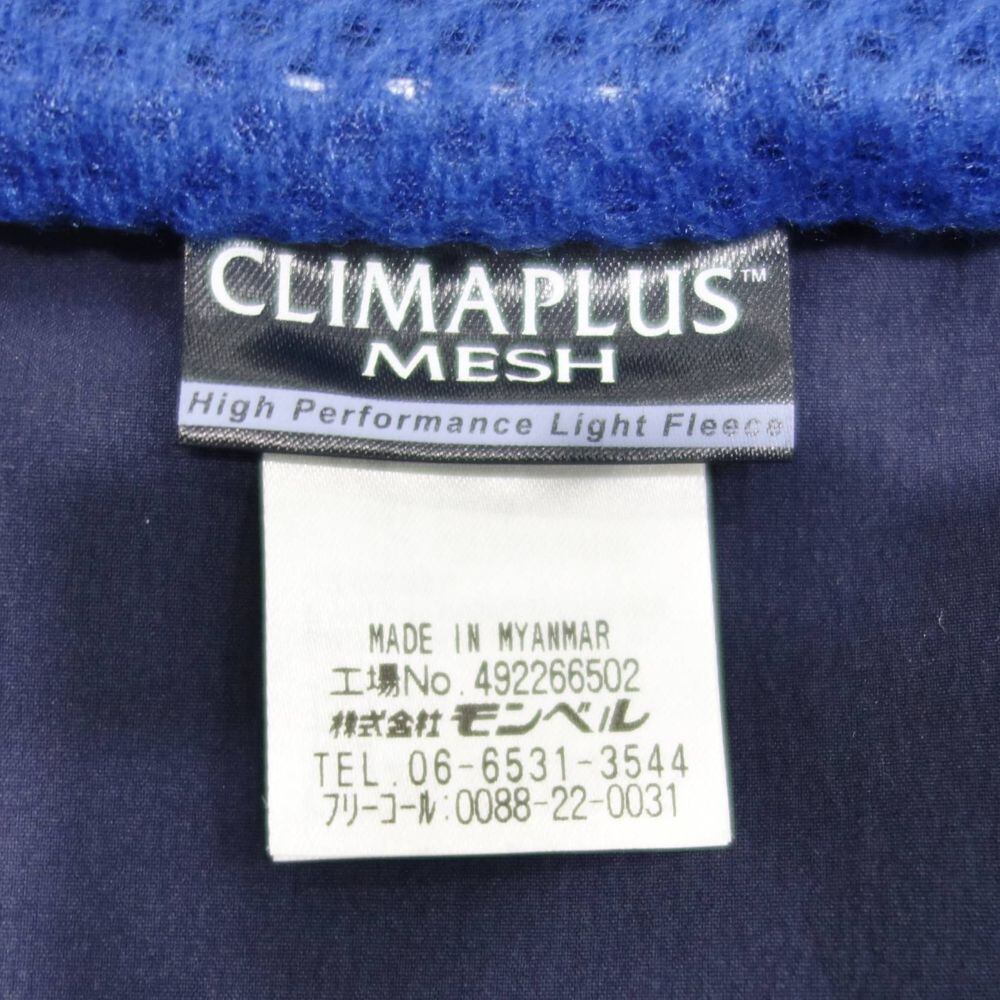 CLIMAPLUS™
MESH
High Performance Light Fleece
MADE IN MYANMAR
工場No.492266502
株式会社 モンベル
TEL.06-6531-3544
フリーコール:0088-22-0031